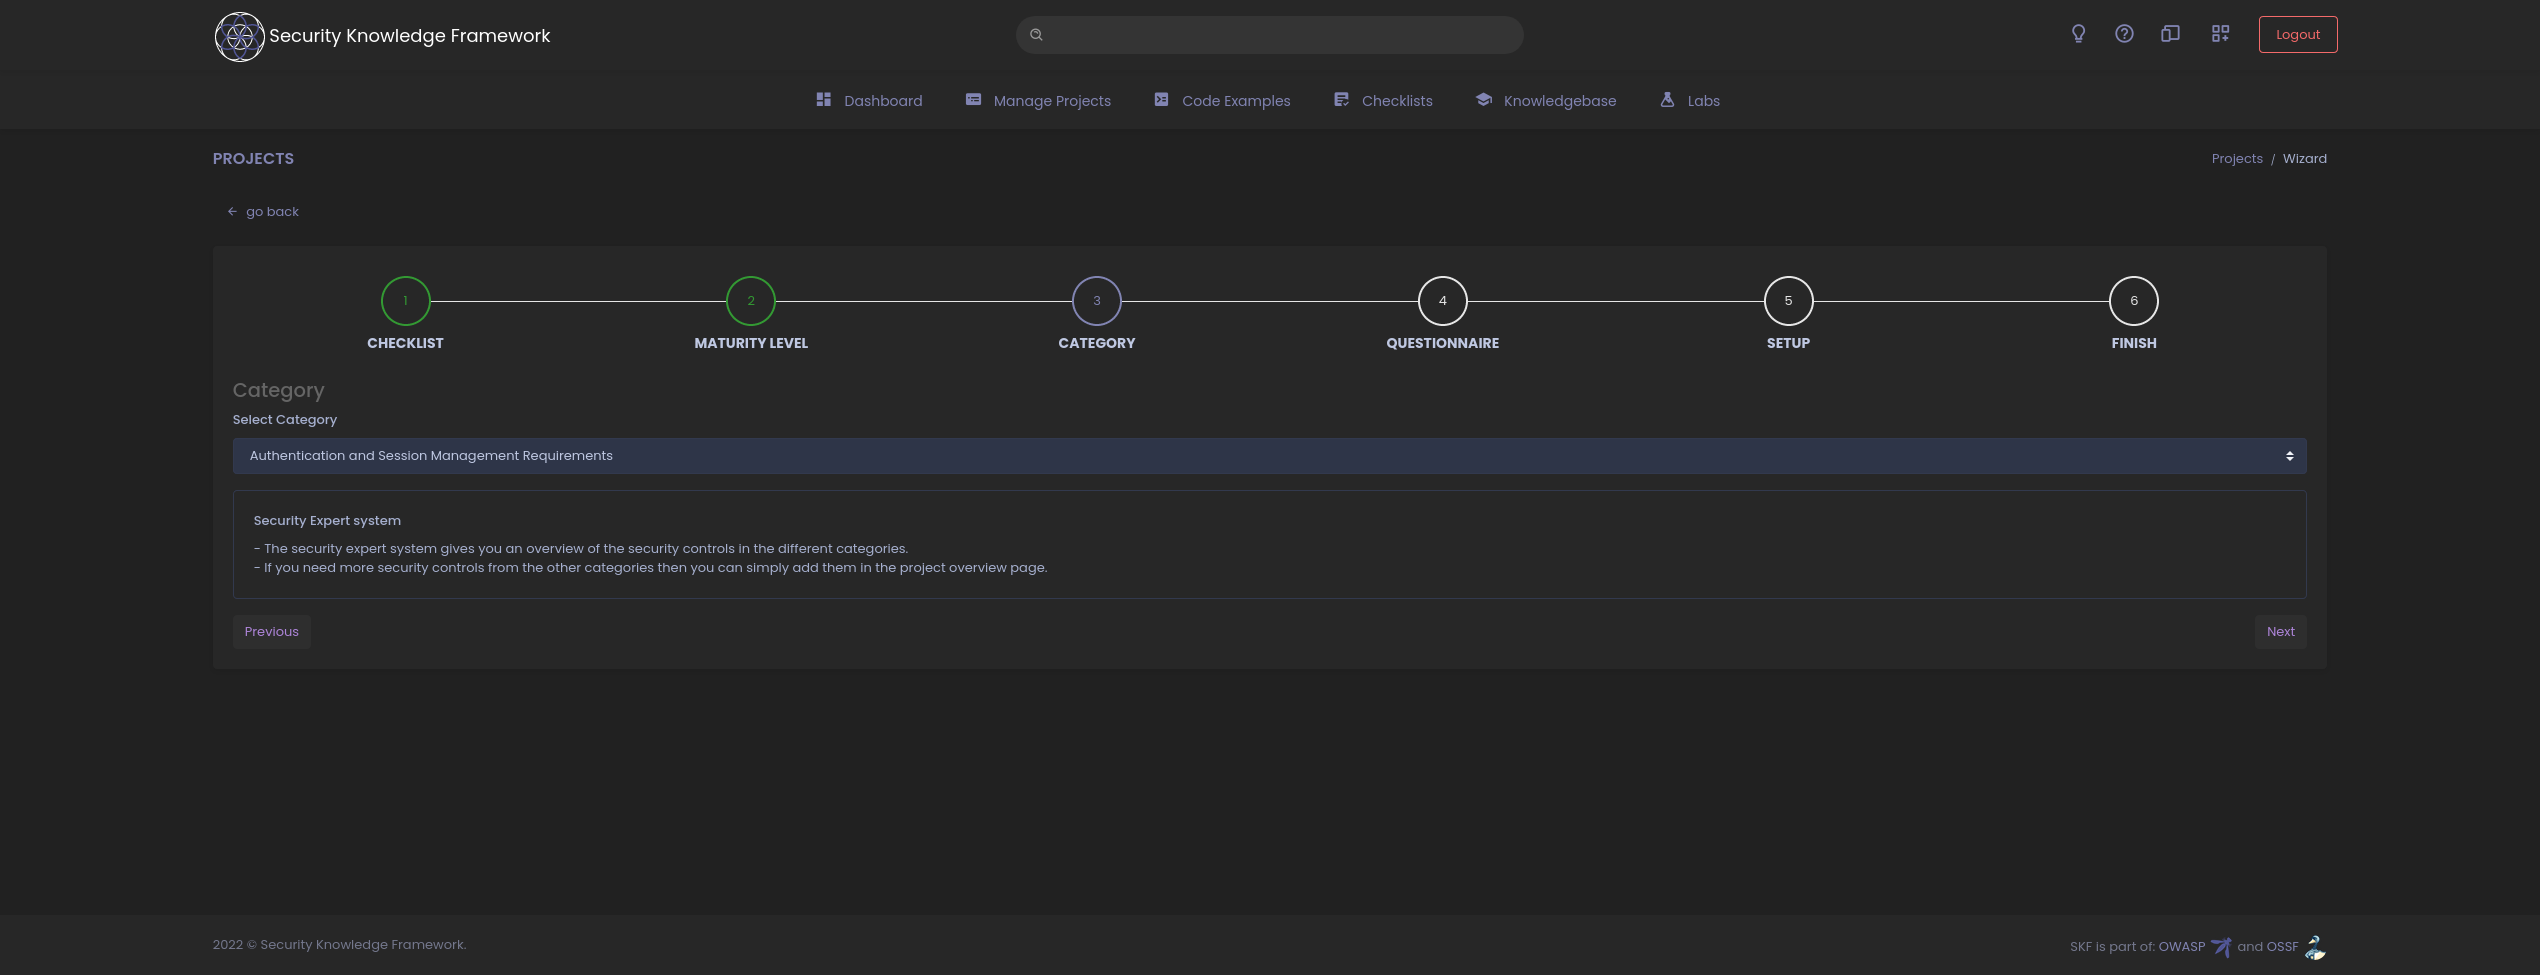 Security Knowledge Framework
Logout
Dashboard Manage Projects Code Examples Checklists Knowledgebase Labs
PROJECTS
Projects / Wizard
go back
1 2 3 4 5 6
CHECKLIST MATURITY LEVEL CATEGORY QUESTIONNAIRE SETUP FINISH
Category
Select Category
Authentication and Session Management Requirements
Security Expert system
- The security expert system gives you an overview of the security controls in the different categories.
- If you need more security controls from the other categories then you can simply add them in the project overview page.
Previous Next
2022 © Security Knowledge Framework.
SKF is part of: OWASP and OSSF